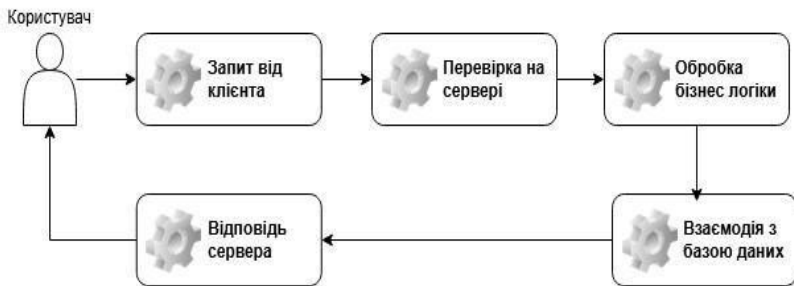 Користувач
Запит від
клієнта
Перевірка на
сервері
Обробка
бізнес логіки
Відповідь
сервера
Взаємодія з
базою даних